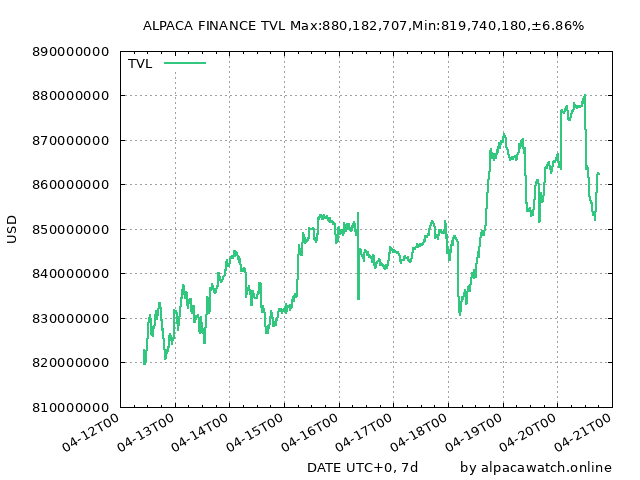 ALPACA FINANCE TVL Max:880,182,707,Min:819,740,180,±6.86%
TVL
890000000
880000000
870000000
860000000
850000000
840000000
830000000
820000000
810000000
USD
04-12T00
04-13T00
04-14T00
04-15T00
04-16T00
04-17T00
04-18T00
04-19T00
04-20T00
04-21T00
DATE UTC+0, 7d
by alpacawatch.online